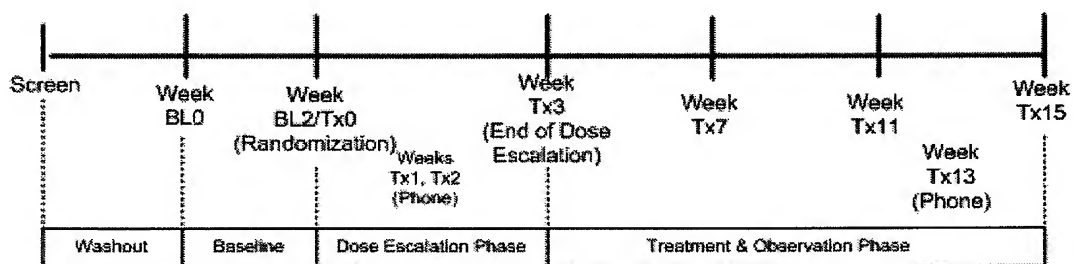 Screen
Week
BL0
Week
BL2/Tx0
(Randomization)
Weeks
Tx1, Tx2
(Phone)
Week
Tx3
(End of Dose
Escalation)
Week
Tx7
Week
Tx11
Week
Tx13
(Phone)
Week
Tx15
Washout
Baseline
Dose Escalation Phase
Treatment & Observation Phase